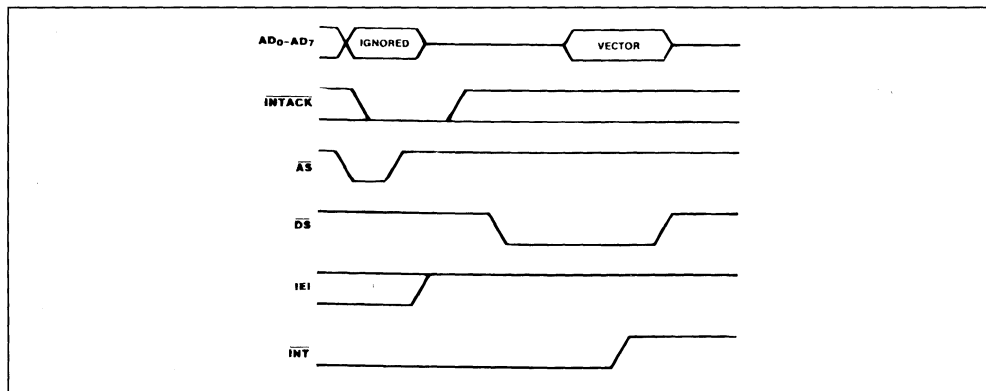 AD₀-AD₇ IGNORED VECTOR
INTACK
AS
DS
IEI
INT